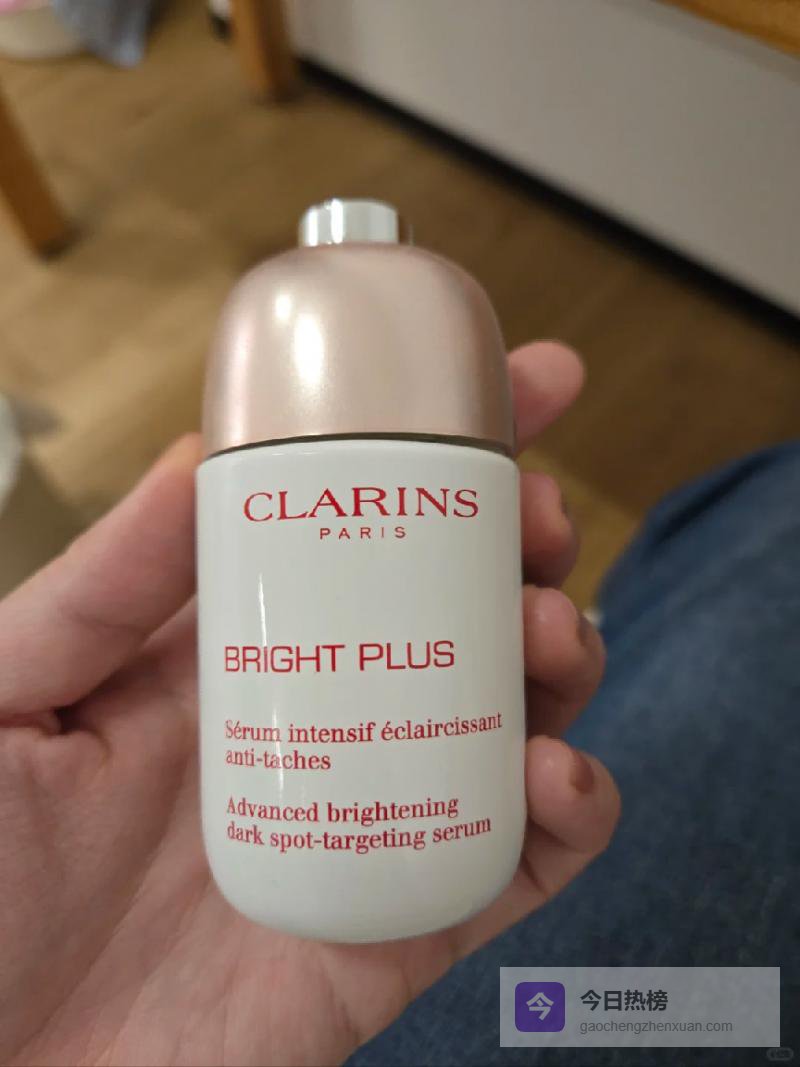 CLARINS
PARIS
BRIGHT PLUS
Sérum intensif éclaircissant
anti-taches
Advanced brightening
dark spot-targeting serum
今
今日热榜
gaochengzhenxuan.com